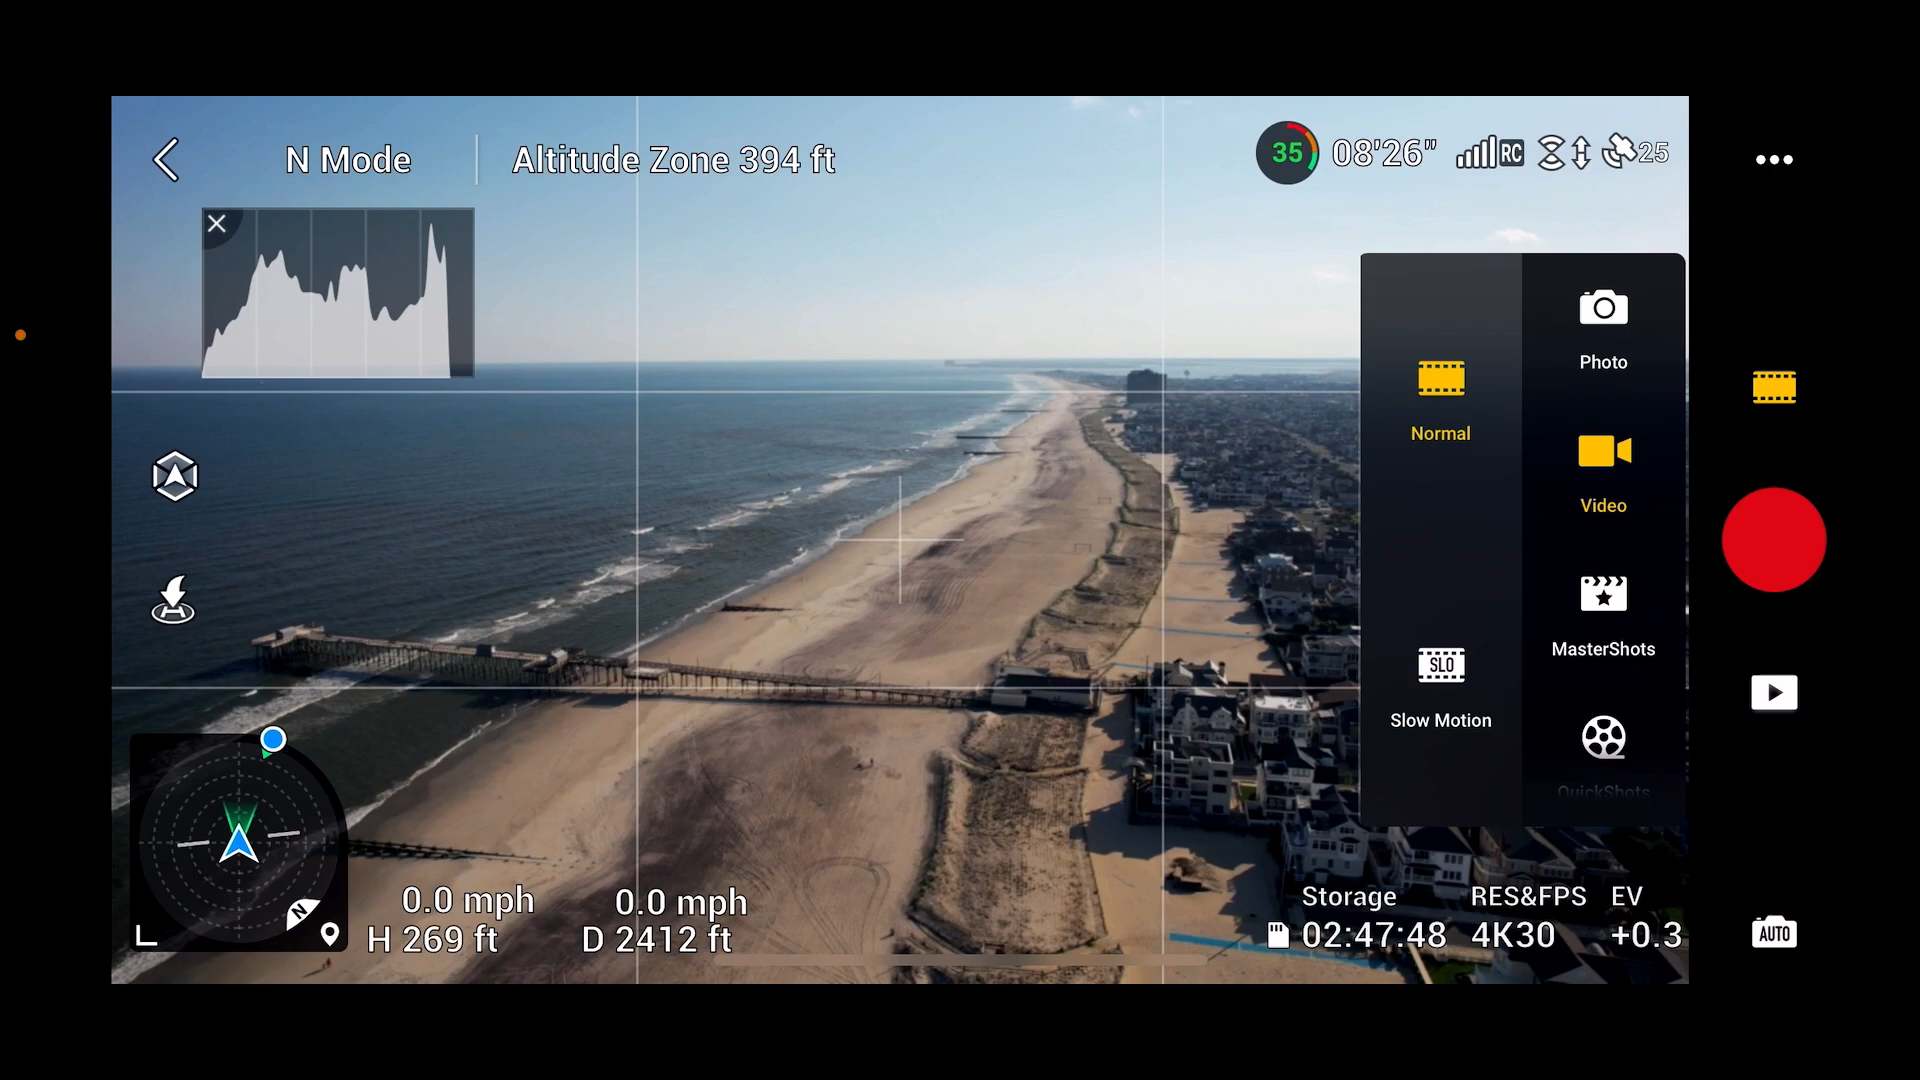 N Mode
Altitude Zone 394 ft
35
08'26"
RC
25
Photo
Normal
Video
SLO
Slow Motion
MasterShots
QuickShots
N
0.0 mph
0.0 mph
H 269 ft
D 2412 ft
Storage
RES&FPS
EV
02:47:48
4K30
+0.3
AUTO